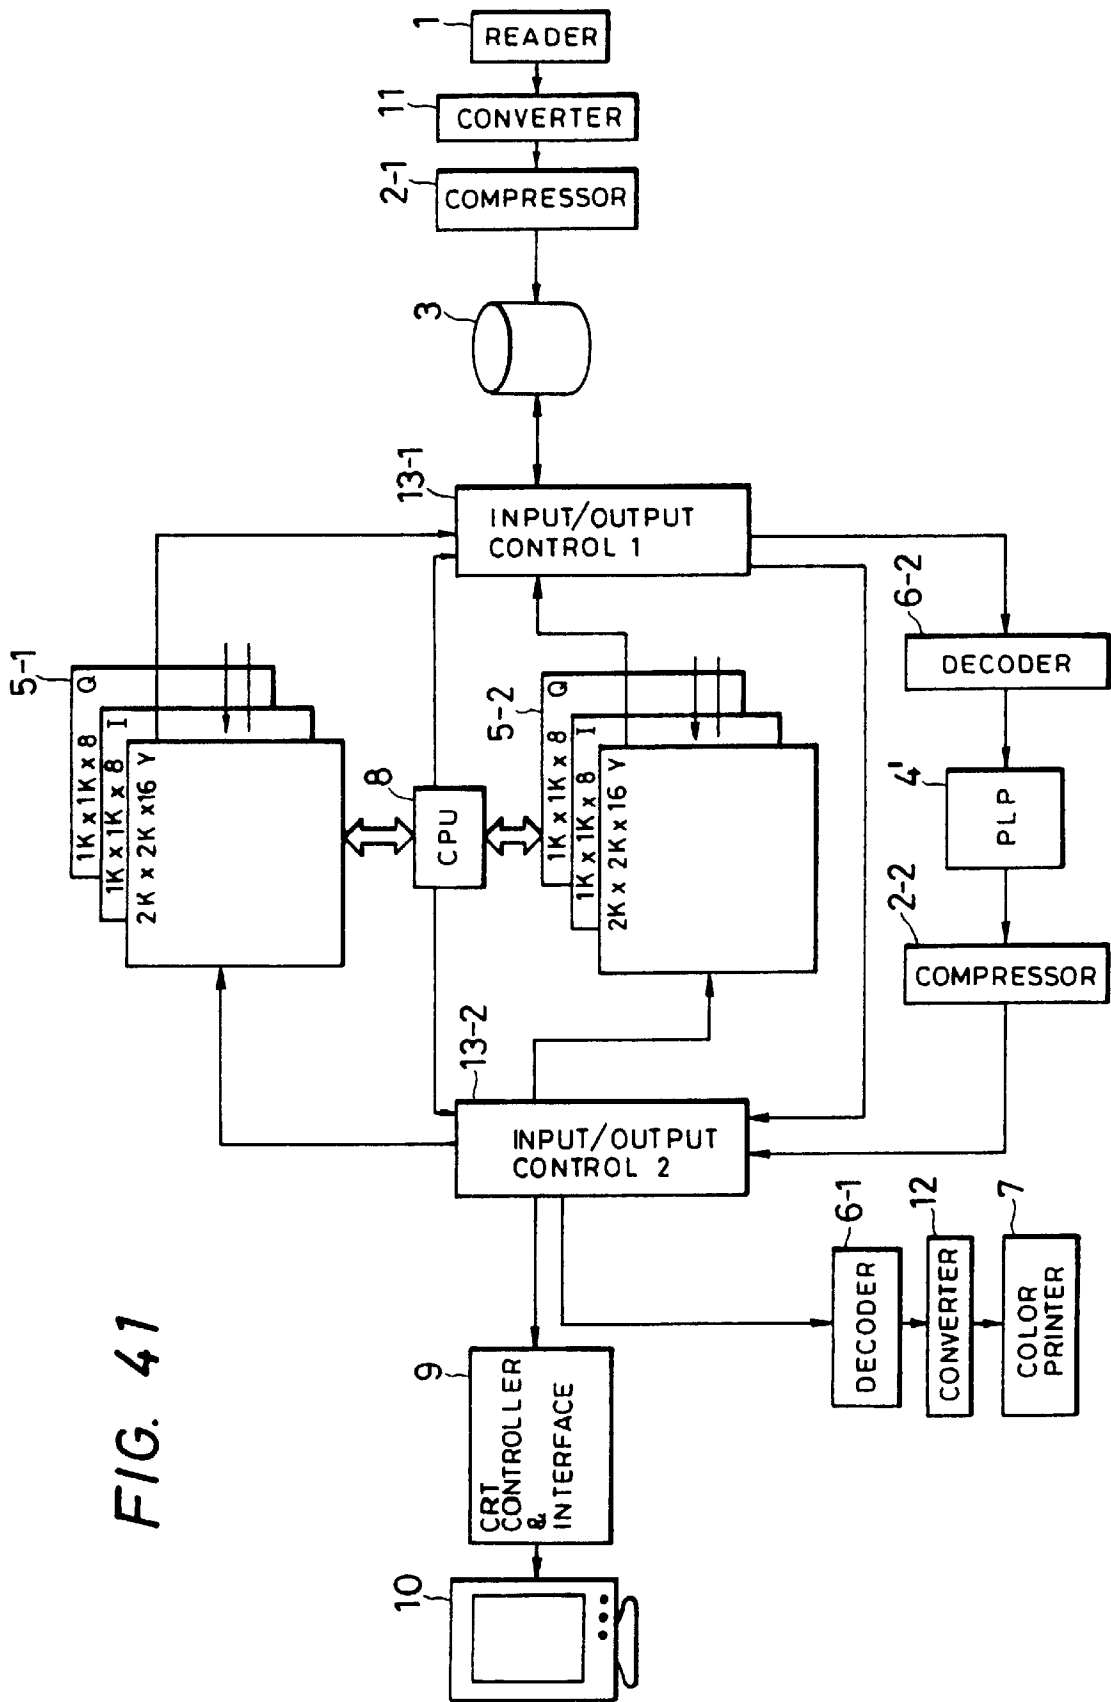 1
READER
11
CONVERTER
2-1
COMPRESSOR
3
13-1
INPUT/OUTPUT
CONTROL 1
5-1
1K x 1K x 8 Q
1K x 1K x 8 I
2K x 2K x16 Y
8
CPU
5-2
1K x 1K x 8 Q
1K x 1K x 8 I
2K x 2K x 16 Y
6-2
DECODER
4'
PLP
2-2
COMPRESSOR
13-2
INPUT/OUTPUT
CONTROL 2
6-1
DECODER
12
CONVERTER
7
COLOR
PRINTER
9
CRT
CONTROLLER
&
INTERFACE
10
FIG. 41